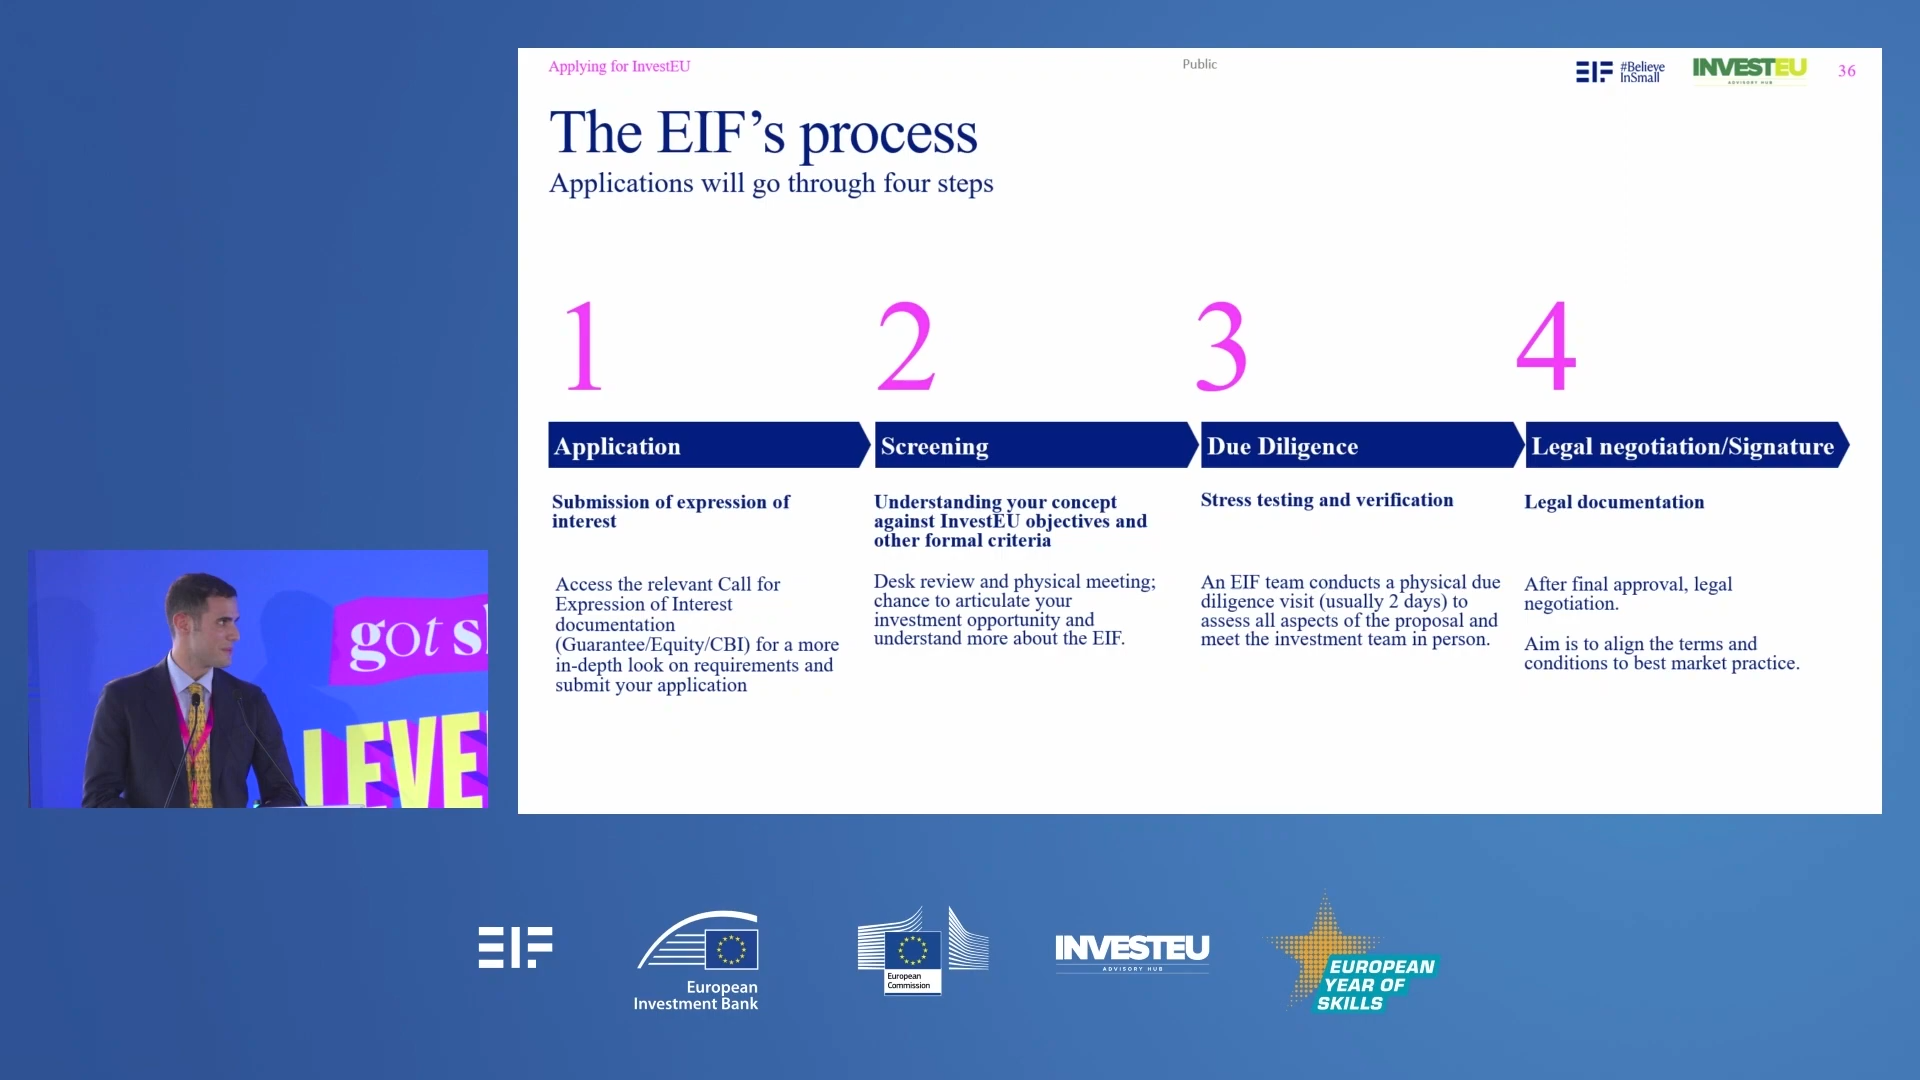 Applying for InvestEU
Public
EIF #Believe
InSmall
INVESTEU
ADVISORY HUB
36
The EIF’s process
Applications will go through four steps
1
2
3
4
Application
Screening
Due Diligence
Legal negotiation/Signature
Submission of expression of
interest
Access the relevant Call for
Expression of Interest
documentation
(Guarantee/Equity/CBI) for a more
in-depth look on requirements and
submit your application
Understanding your concept
against InvestEU objectives and
other formal criteria
Desk review and physical meeting;
chance to articulate your
investment opportunity and
understand more about the EIF.
Stress testing and verification
An EIF team conducts a physical due
diligence visit (usually 2 days) to
assess all aspects of the proposal and
meet the investment team in person.
Legal documentation
After final approval, legal
negotiation.
Aim is to align the terms and
conditions to best market practice.
got s
LEVE
EIF
European
Investment Bank
European
Commission
INVESTEU
ADVISORY HUB
EUROPEAN
YEAR OF
SKILLS